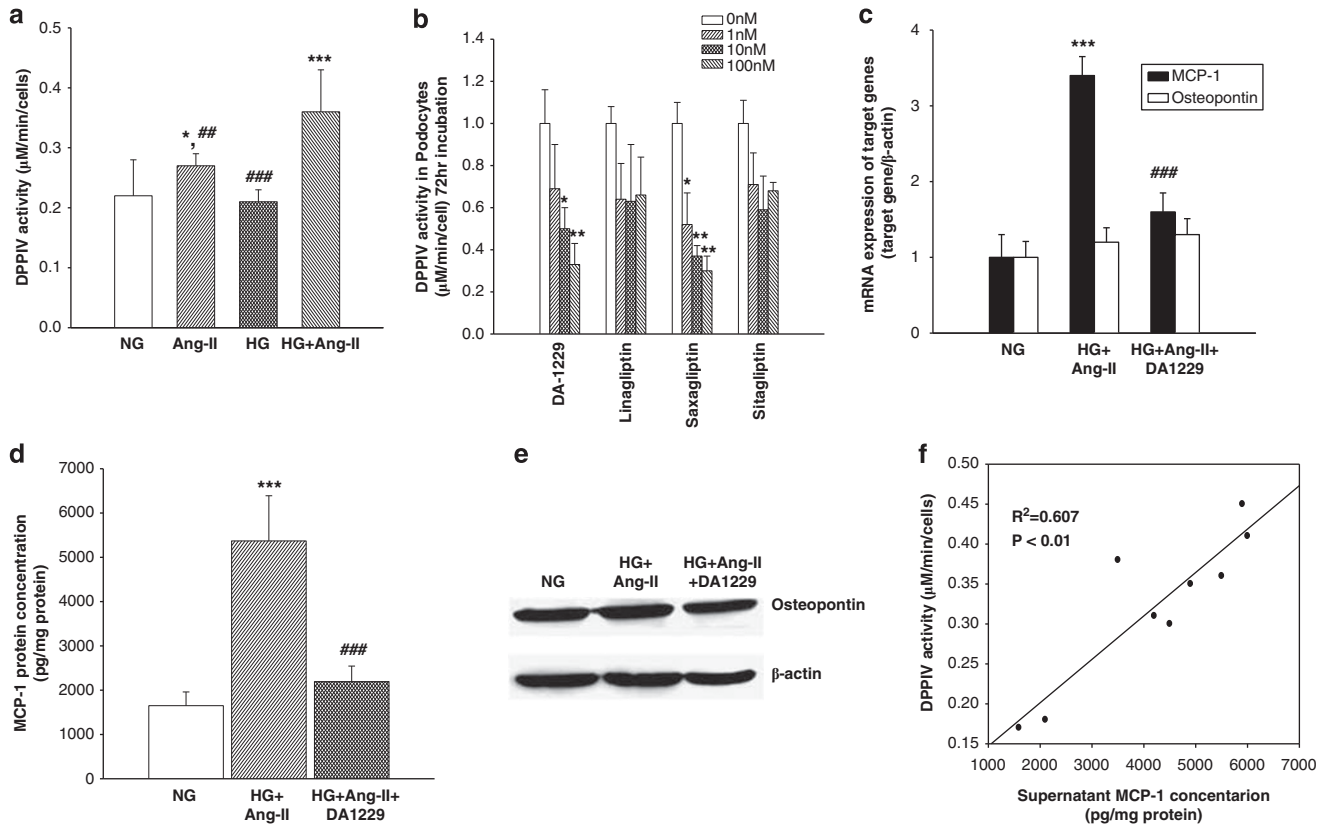 a
DPPIV activity (μM/min/cells)
0.5
0.4
0.3
0.2
0.1
0.0
*, ##
###
***
NG Ang-II HG HG+Ang-II
b
DPPIV activity in Podocytes
(μM/min/cell) 72hr incubation
0nM
1nM
10nM
100nM
1.4
1.2
1.0
0.8
0.6
0.4
0.2
0.0
*
**
*
**
**
DA-1229
Linagliptin
Saxagliptin
Sitagliptin
c
mRNA expression of target genes
(target gene/β-actin)
4
3
2
1
0
***
###
MCP-1
Osteopontin
NG
HG+
Ang-II
HG+Ang-II+
DA1229
d
MCP-1 protein concentration
(pg/mg protein)
7000
6000
5000
4000
3000
2000
1000
0
***
###
NG
HG+
Ang-II
HG+Ang-II+
DA1229
e
NG
HG+
Ang-II
HG+Ang-II
+DA1229
Osteopontin
β-actin
f
DPPIV activity (μM/min/cells)
0.50
0.45
0.40
0.35
0.30
0.25
0.20
0.15
R²=0.607
P < 0.01
1000 2000 3000 4000 5000 6000 7000
Supernatant MCP-1 concentarion
(pg/mg protein)